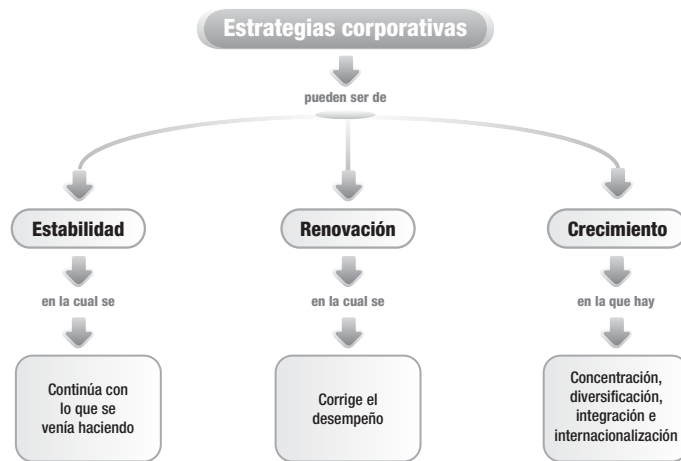 Estrategias corporativas
pueden ser de
Estabilidad
Renovación
Crecimiento
en la cual se
en la cual se
en la que hay
Continúa con
lo que se
venía haciendo
Corrige el
desempeño
Concentración,
diversificación,
integración e
internacionalización